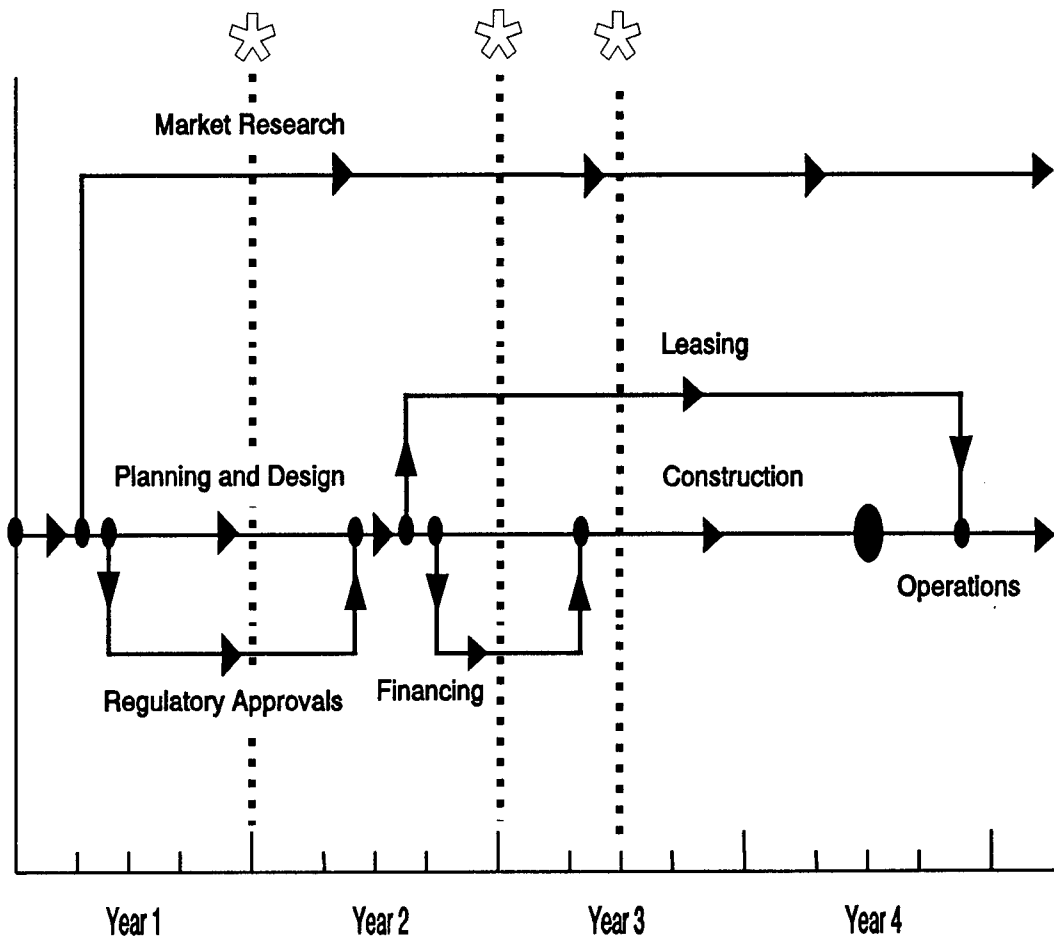 Market Research
Leasing
Planning and Design
Construction
Operations
Regulatory Approvals
Financing
Year 1
Year 2
Year 3
Year 4